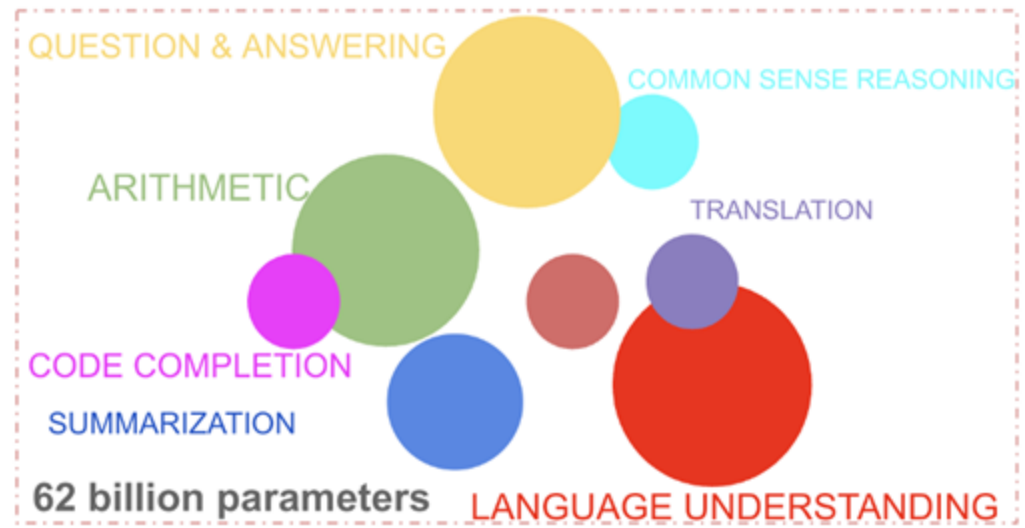 QUESTION & ANSWERING
COMMON SENSE REASONING
ARITHMETIC
TRANSLATION
CODE COMPLETION
SUMMARIZATION
62 billion parameters
LANGUAGE UNDERSTANDING